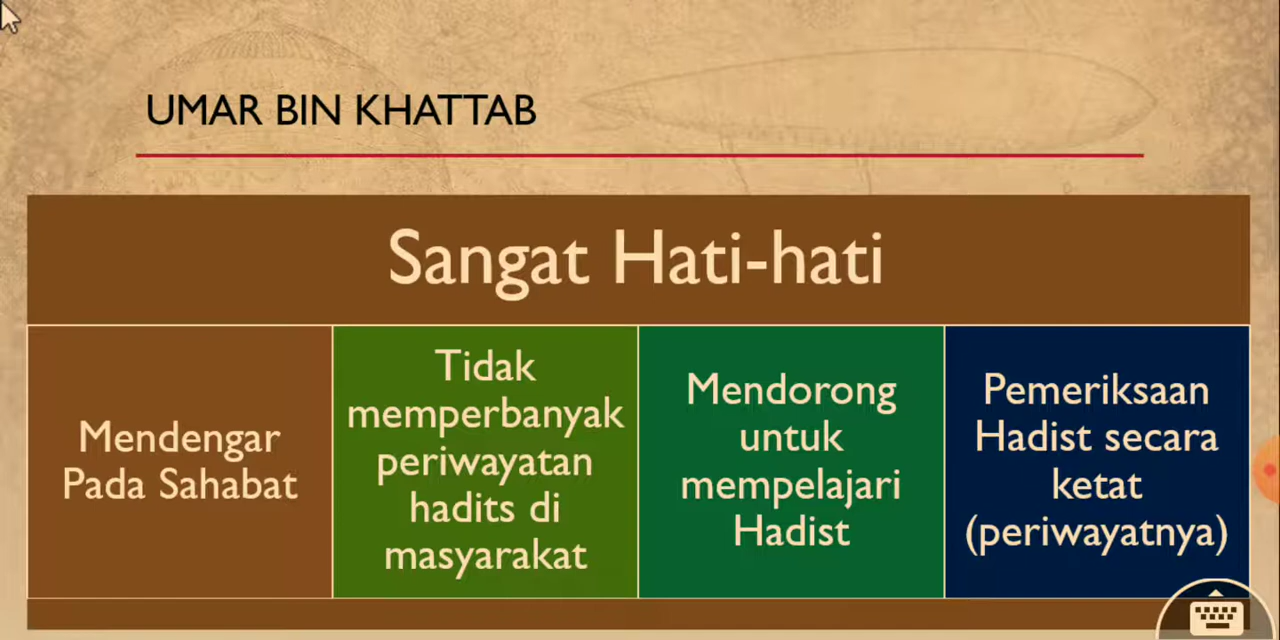 UMAR BIN KHATTAB
Sangat Hati-hati
Mendengar
Pada Sahabat
Tidak
memperbanyak
periwayatan
hadits di
masyarakat
Mendorong
untuk
mempelajari
Hadist
Pemeriksaan
Hadist secara
ketat
(periwayatnya)